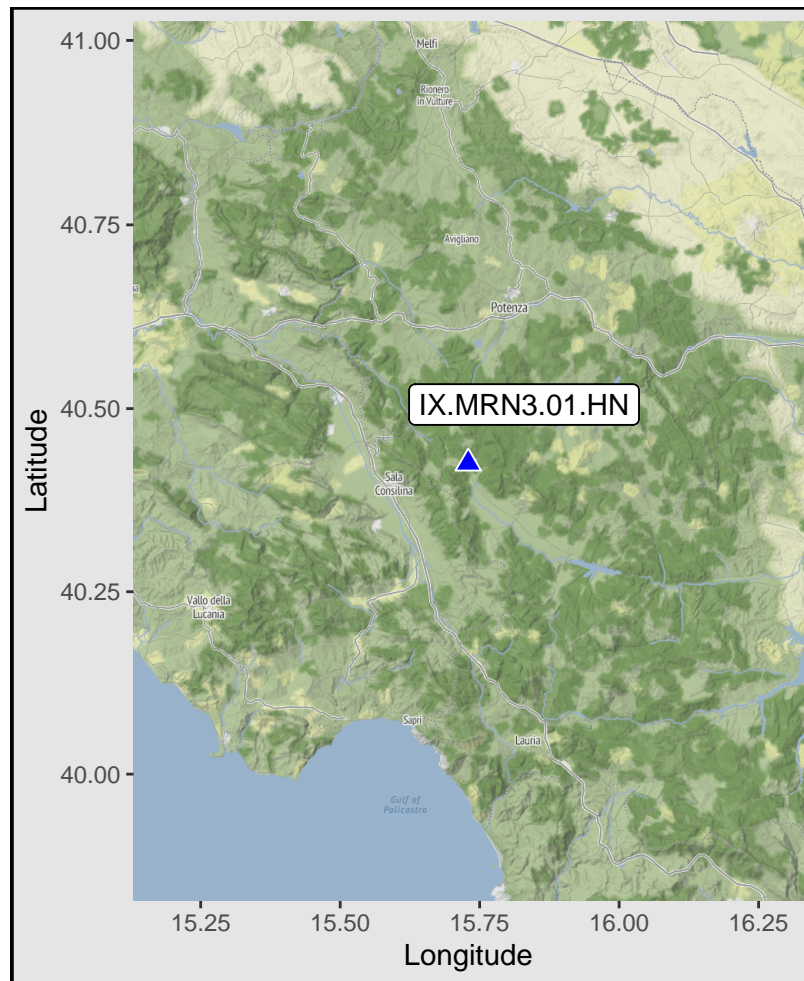 41.00
Melfi
Rionero
in Vulture
40.75
Avigliano
Potenza
40.50
IX.MRN3.01.HN
Latitude
Sala
Consilina
40.25
Vallo della
Lucania
Sapri
Lauria
40.00
Gulf of
Policastro
15.25 15.50 15.75 16.00 16.25
Longitude